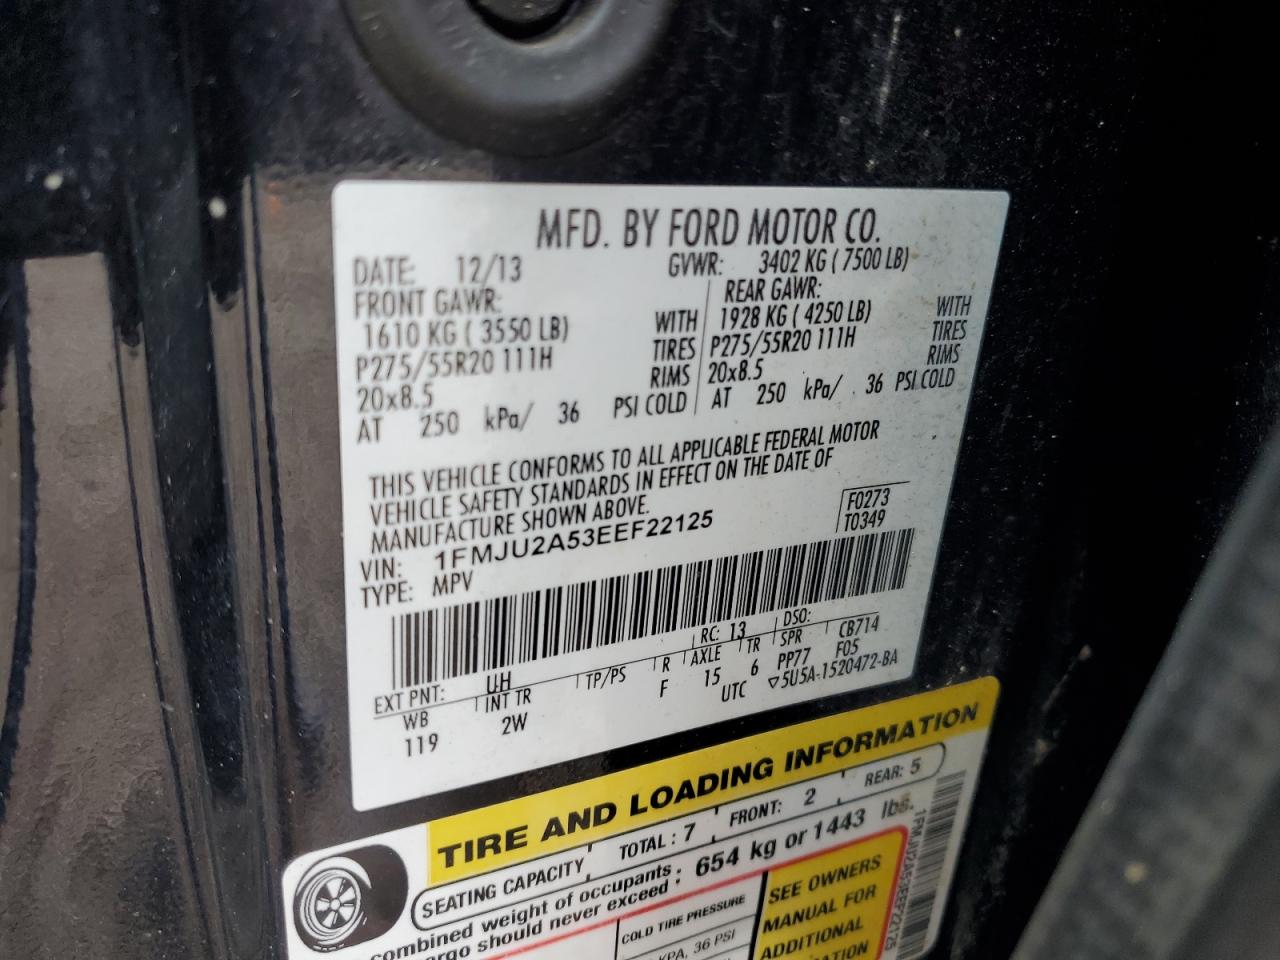 MFD. BY FORD MOTOR CO.
DATE: 12/13 GVWR: 3402 KG ( 7500 LB)
FRONT GAWR: REAR GAWR:
1610 KG ( 3550 LB) WITH 1928 KG ( 4250 LB) WITH
P275/55R20 111H TIRES P275/55R20 111H TIRES
20x8.5 RIMS 20x8.5 RIMS
AT 250 kPa/ 36 PSI COLD AT 250 kPa/ 36 PSI COLD
THIS VEHICLE CONFORMS TO ALL APPLICABLE FEDERAL MOTOR
VEHICLE SAFETY STANDARDS IN EFFECT ON THE DATE OF
MANUFACTURE SHOWN ABOVE.
F0273
VIN: 1FMJU2A53EEF22125 T0349
TYPE: MPV
EXT PNT: UH RC: 13 DSO:
WB INT TR TP/PS R AXLE TR SPR CB714
119 2W F 15 6 PP77 F05
UTC ▽5U5A-1520472-BA
TIRE AND LOADING INFORMATION
SEATING CAPACITY TOTAL : 7 FRONT: 2 REAR: 5
combined weight of occupants
should never exceed : 654 kg or 1443 lbs.
COLD TIRE PRESSURE
KPA, 36 PSI
SEE OWNERS
MANUAL FOR
ADDITIONAL
1FMJU2A53EEF22125